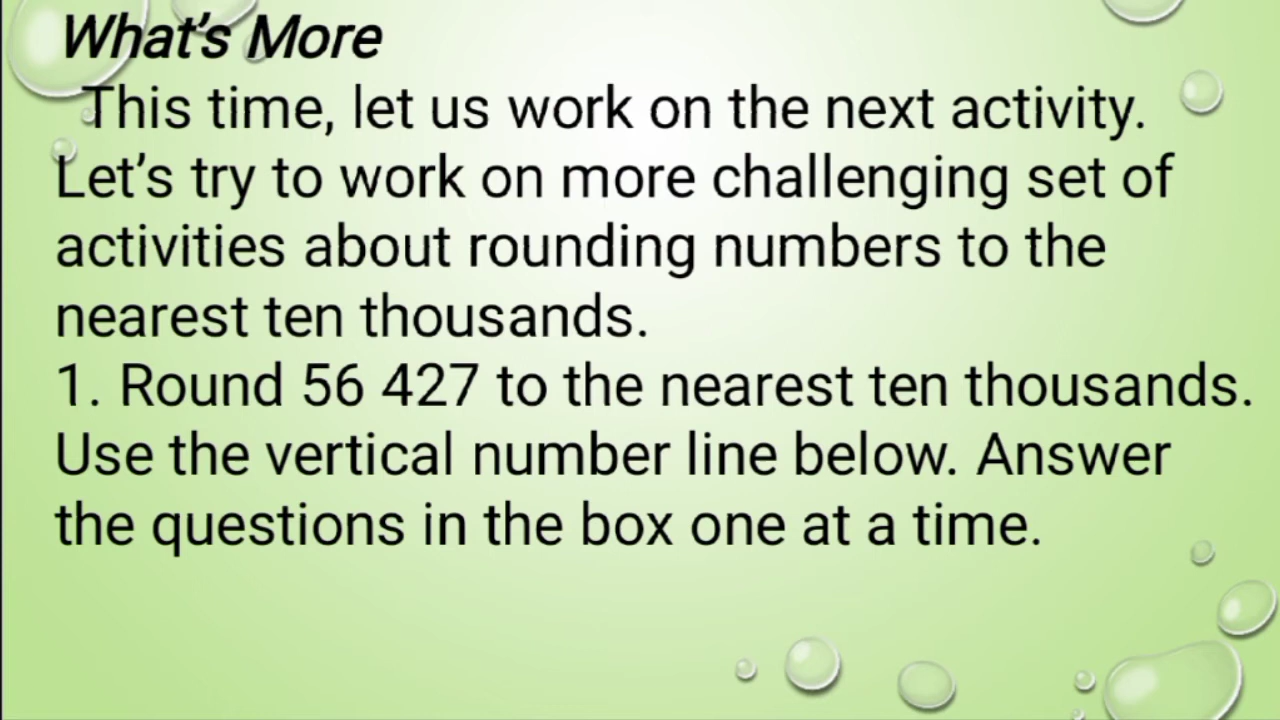 What's More
This time, let us work on the next activity.
Let's try to work on more challenging set of
activities about rounding numbers to the
nearest ten thousands.
1. Round 56 427 to the nearest ten thousands.
Use the vertical number line below. Answer
the questions in the box one at a time.